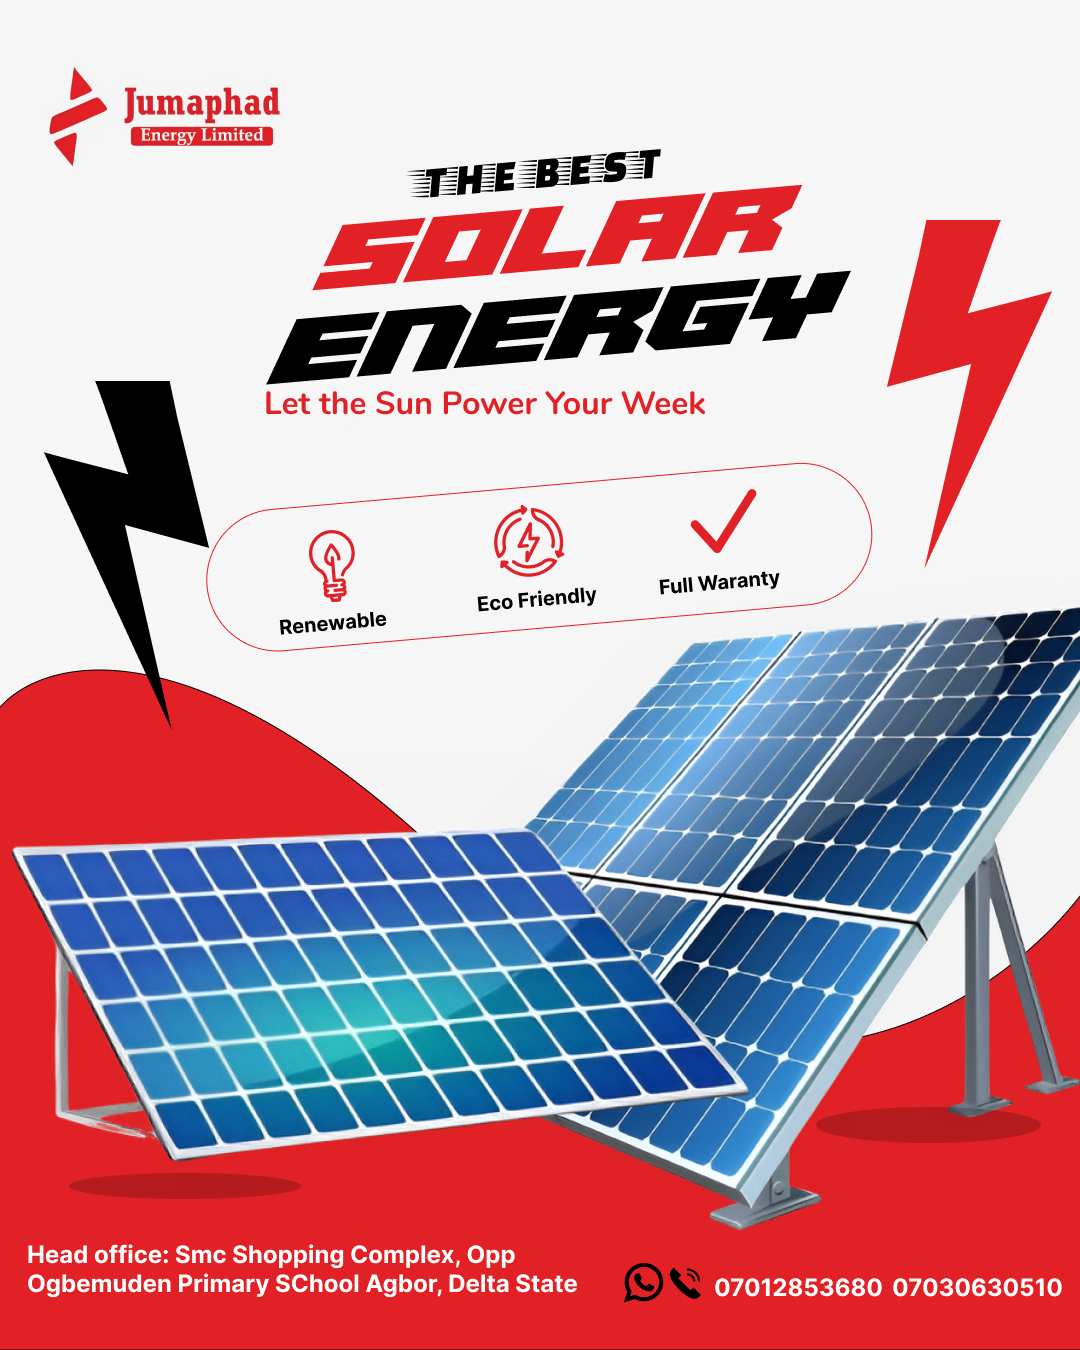 Jumaphad
Energy Limited
THE BEST
SOLAR
ENERGY
Let the Sun Power Your Week
Renewable
Eco Friendly
Full Waranty
Head office: Smc Shopping Complex, Opp
Ogbemuden Primary SChool Agbor, Delta State
07012853680 07030630510